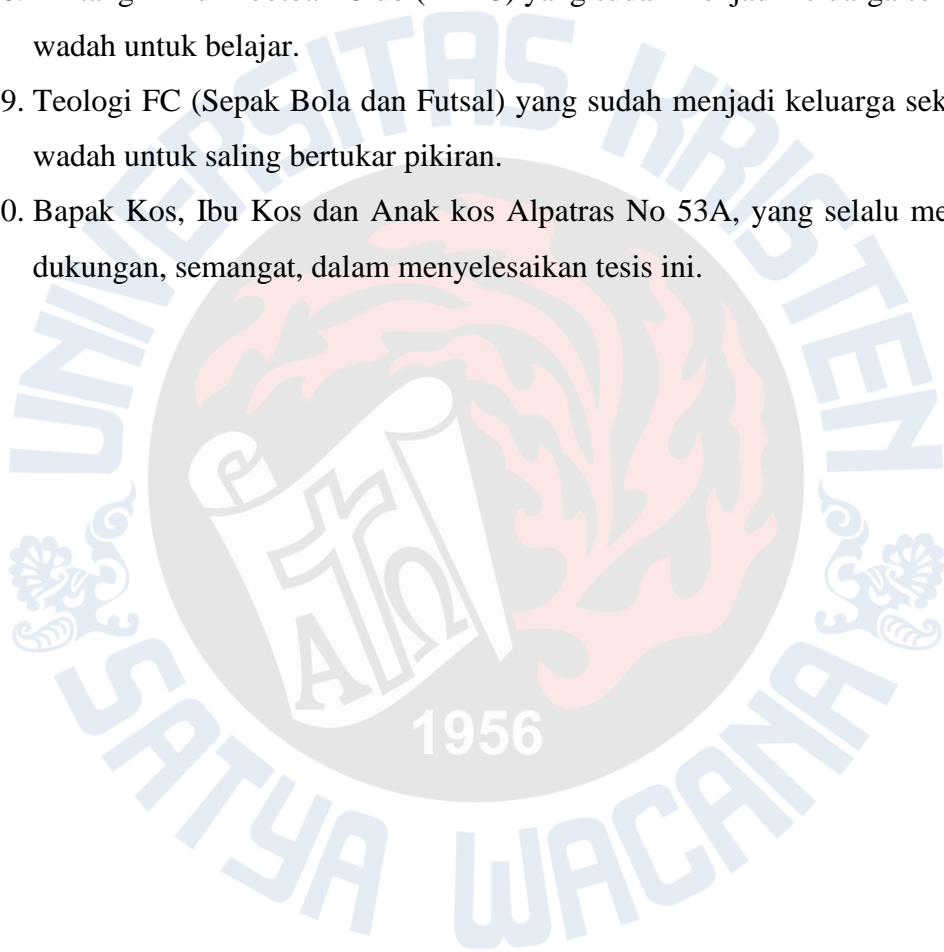 wadah untuk belajar.
9. Teologi FC (Sepak Bola dan Futsal) yang sudah menjadi keluarga
wadah untuk saling bertukar pikiran.
0. Bapak Kos, Ibu Kos dan Anak kos Alpatras No 53A, yang selalu
dukungan, semangat, dalam menyelesaikan tesis ini.
UNIVERSITAS KRISTEN
ΑΩ
1956
SATYA WACANA